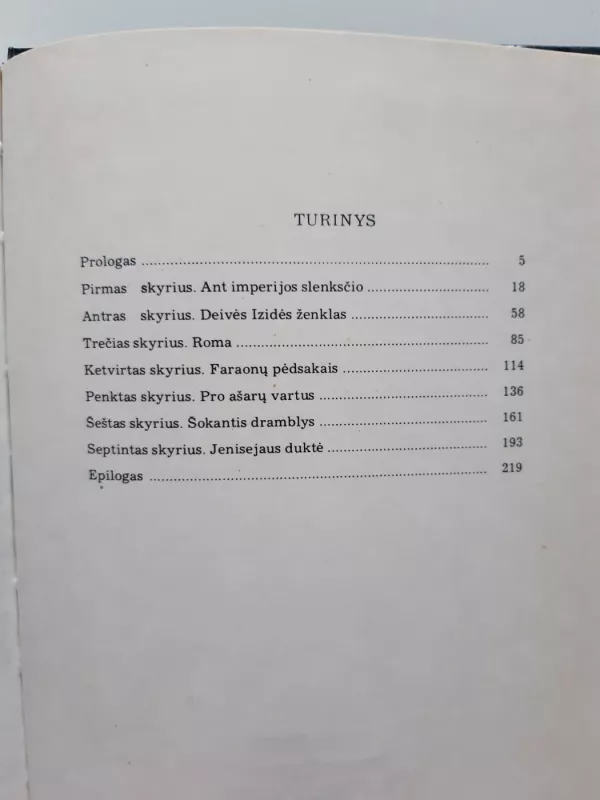 TURINYS
Prologas ........ 5
Pirmas skyrius. Ant imperijos slenksčio ........ 18
Antras skyrius. Deivės Izidės ženklas ........ 58
Trečias skyrius. Roma ........ 85
Ketvirtas skyrius. Faraonų pėdsakais ........ 114
Penktas skyrius. Pro ašarų vartus ........ 136
Šeštas skyrius. Šokantis dramblys ........ 161
Septintas skyrius. Jenisejaus duktė ........ 193
Epilogas ........ 219